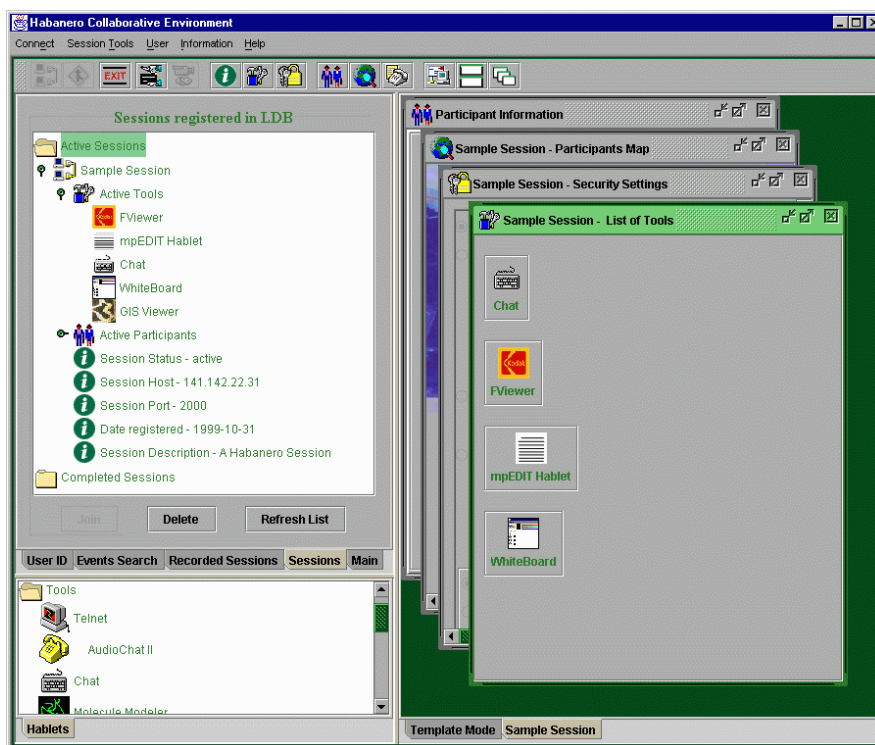 Habanero Collaborative Environment
Connect Session Tools User Information Help
EXIT
Sessions registered in LDB
Active Sessions
Sample Session
Active Tools
Kodak
FViewer
mpEDIT Hablet
Chat
WhiteBoard
GIS Viewer
Active Participants
Session Status - active
Session Host - 141.142.22.31
Session Port - 2000
Date registered - 1999-10-31
Session Description - A Habanero Session
Completed Sessions
Join Delete Refresh List
User ID Events Search Recorded Sessions Sessions Main
Tools
Telnet
AudioChat II
Chat
Molecule Modeler
Hablets
Participant Information
Sample Session - Participants Map
Sample Session - Security Settings
Sample Session - List of Tools
Chat
Kodak
FViewer
mpEDIT Hablet
WhiteBoard
Template Mode Sample Session